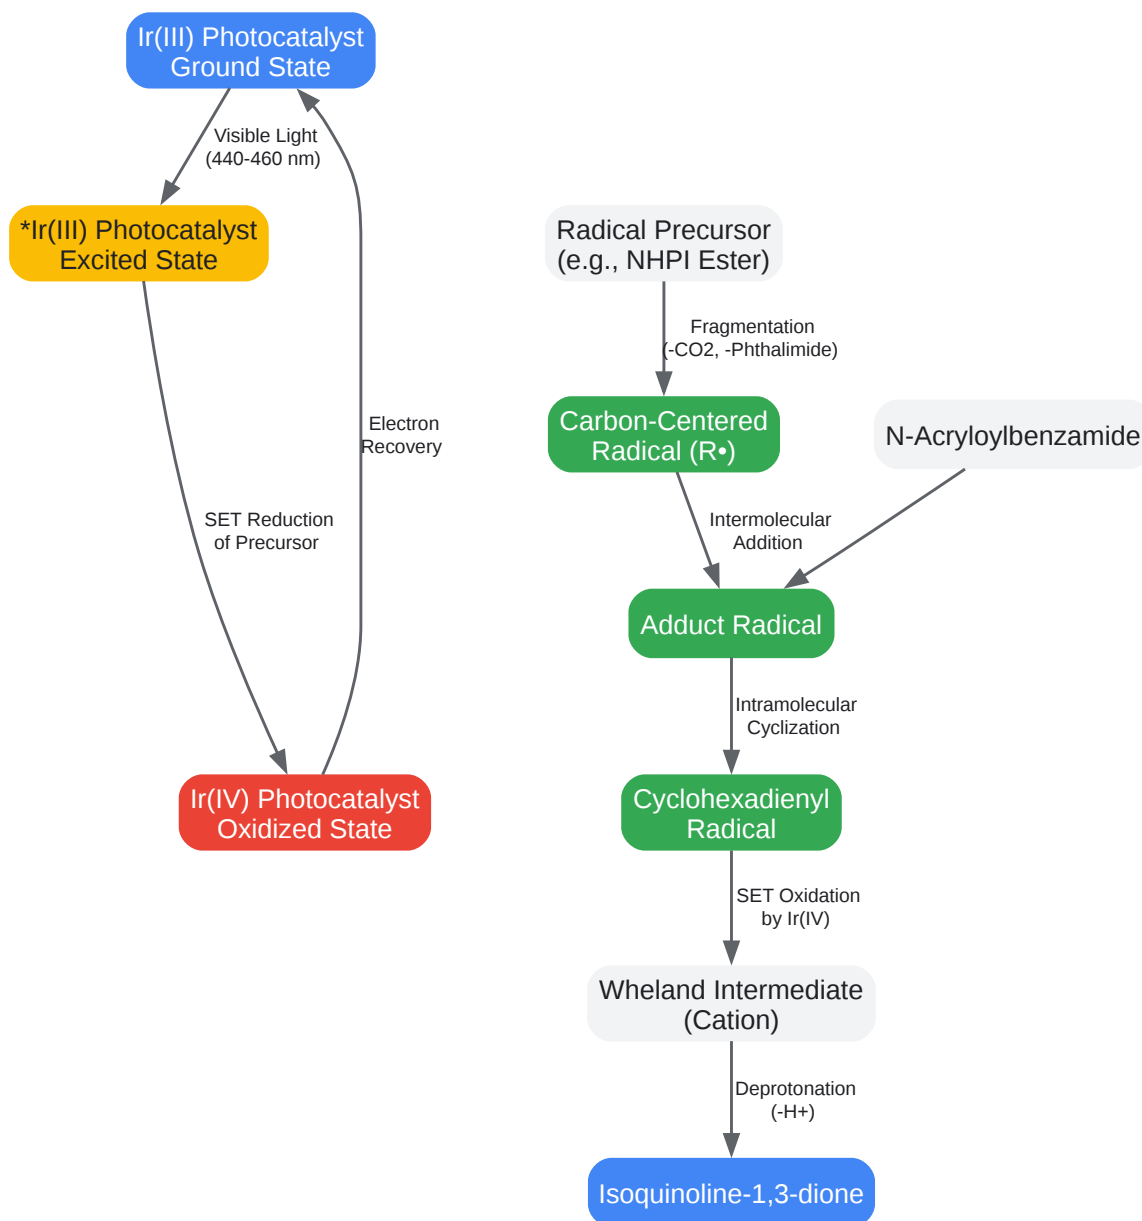 Ir(III) Photocatalyst
Ground State
Visible Light
(440-460 nm)
*Ir(III) Photocatalyst
Excited State
Radical Precursor
(e.g., NHPI Ester)
Fragmentation
(-CO2, -Phthalimide)
Electron
Recovery
Carbon-Centered
Radical (R•)
N-Acryloylbenzamide
SET Reduction
of Precursor
Intermolecular
Addition
Adduct Radical
Intramolecular
Cyclization
Ir(IV) Photocatalyst
Oxidized State
Cyclohexadienyl
Radical
SET Oxidation
by Ir(IV)
Wheland Intermediate
(Cation)
Deprotonation
(-H+)
Isoquinoline-1,3-dione